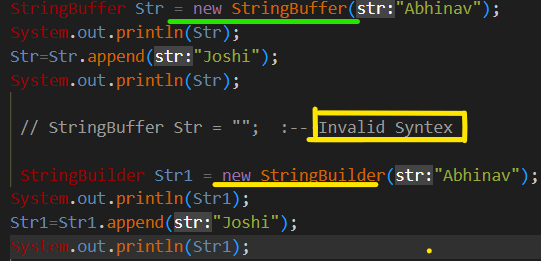 StringBuffer Str = new StringBuffer(str:"Abhinav");
System.out.println(Str);
Str=Str.append(str:"Joshi");
System.out.println(Str);
// StringBuffer Str = "";  :-- Invalid Syntex
StringBuilder Str1 = new StringBuilder(str:"Abhinav");
System.out.println(Str1);
Str1=Str1.append(str:"Joshi");
System.out.println(Str1);